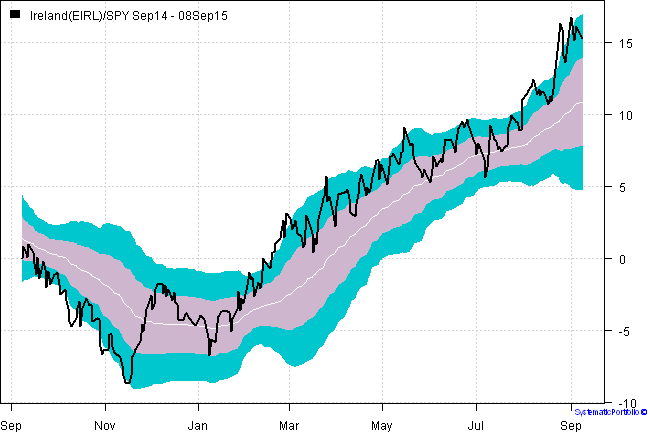 Ireland(EIRL)/SPY Sep14 - 08Sep15
15
10
5
0
-5
-10
Sep
Nov
Jan
Mar
May
Jul
Sep
SystematicPortfolio ©